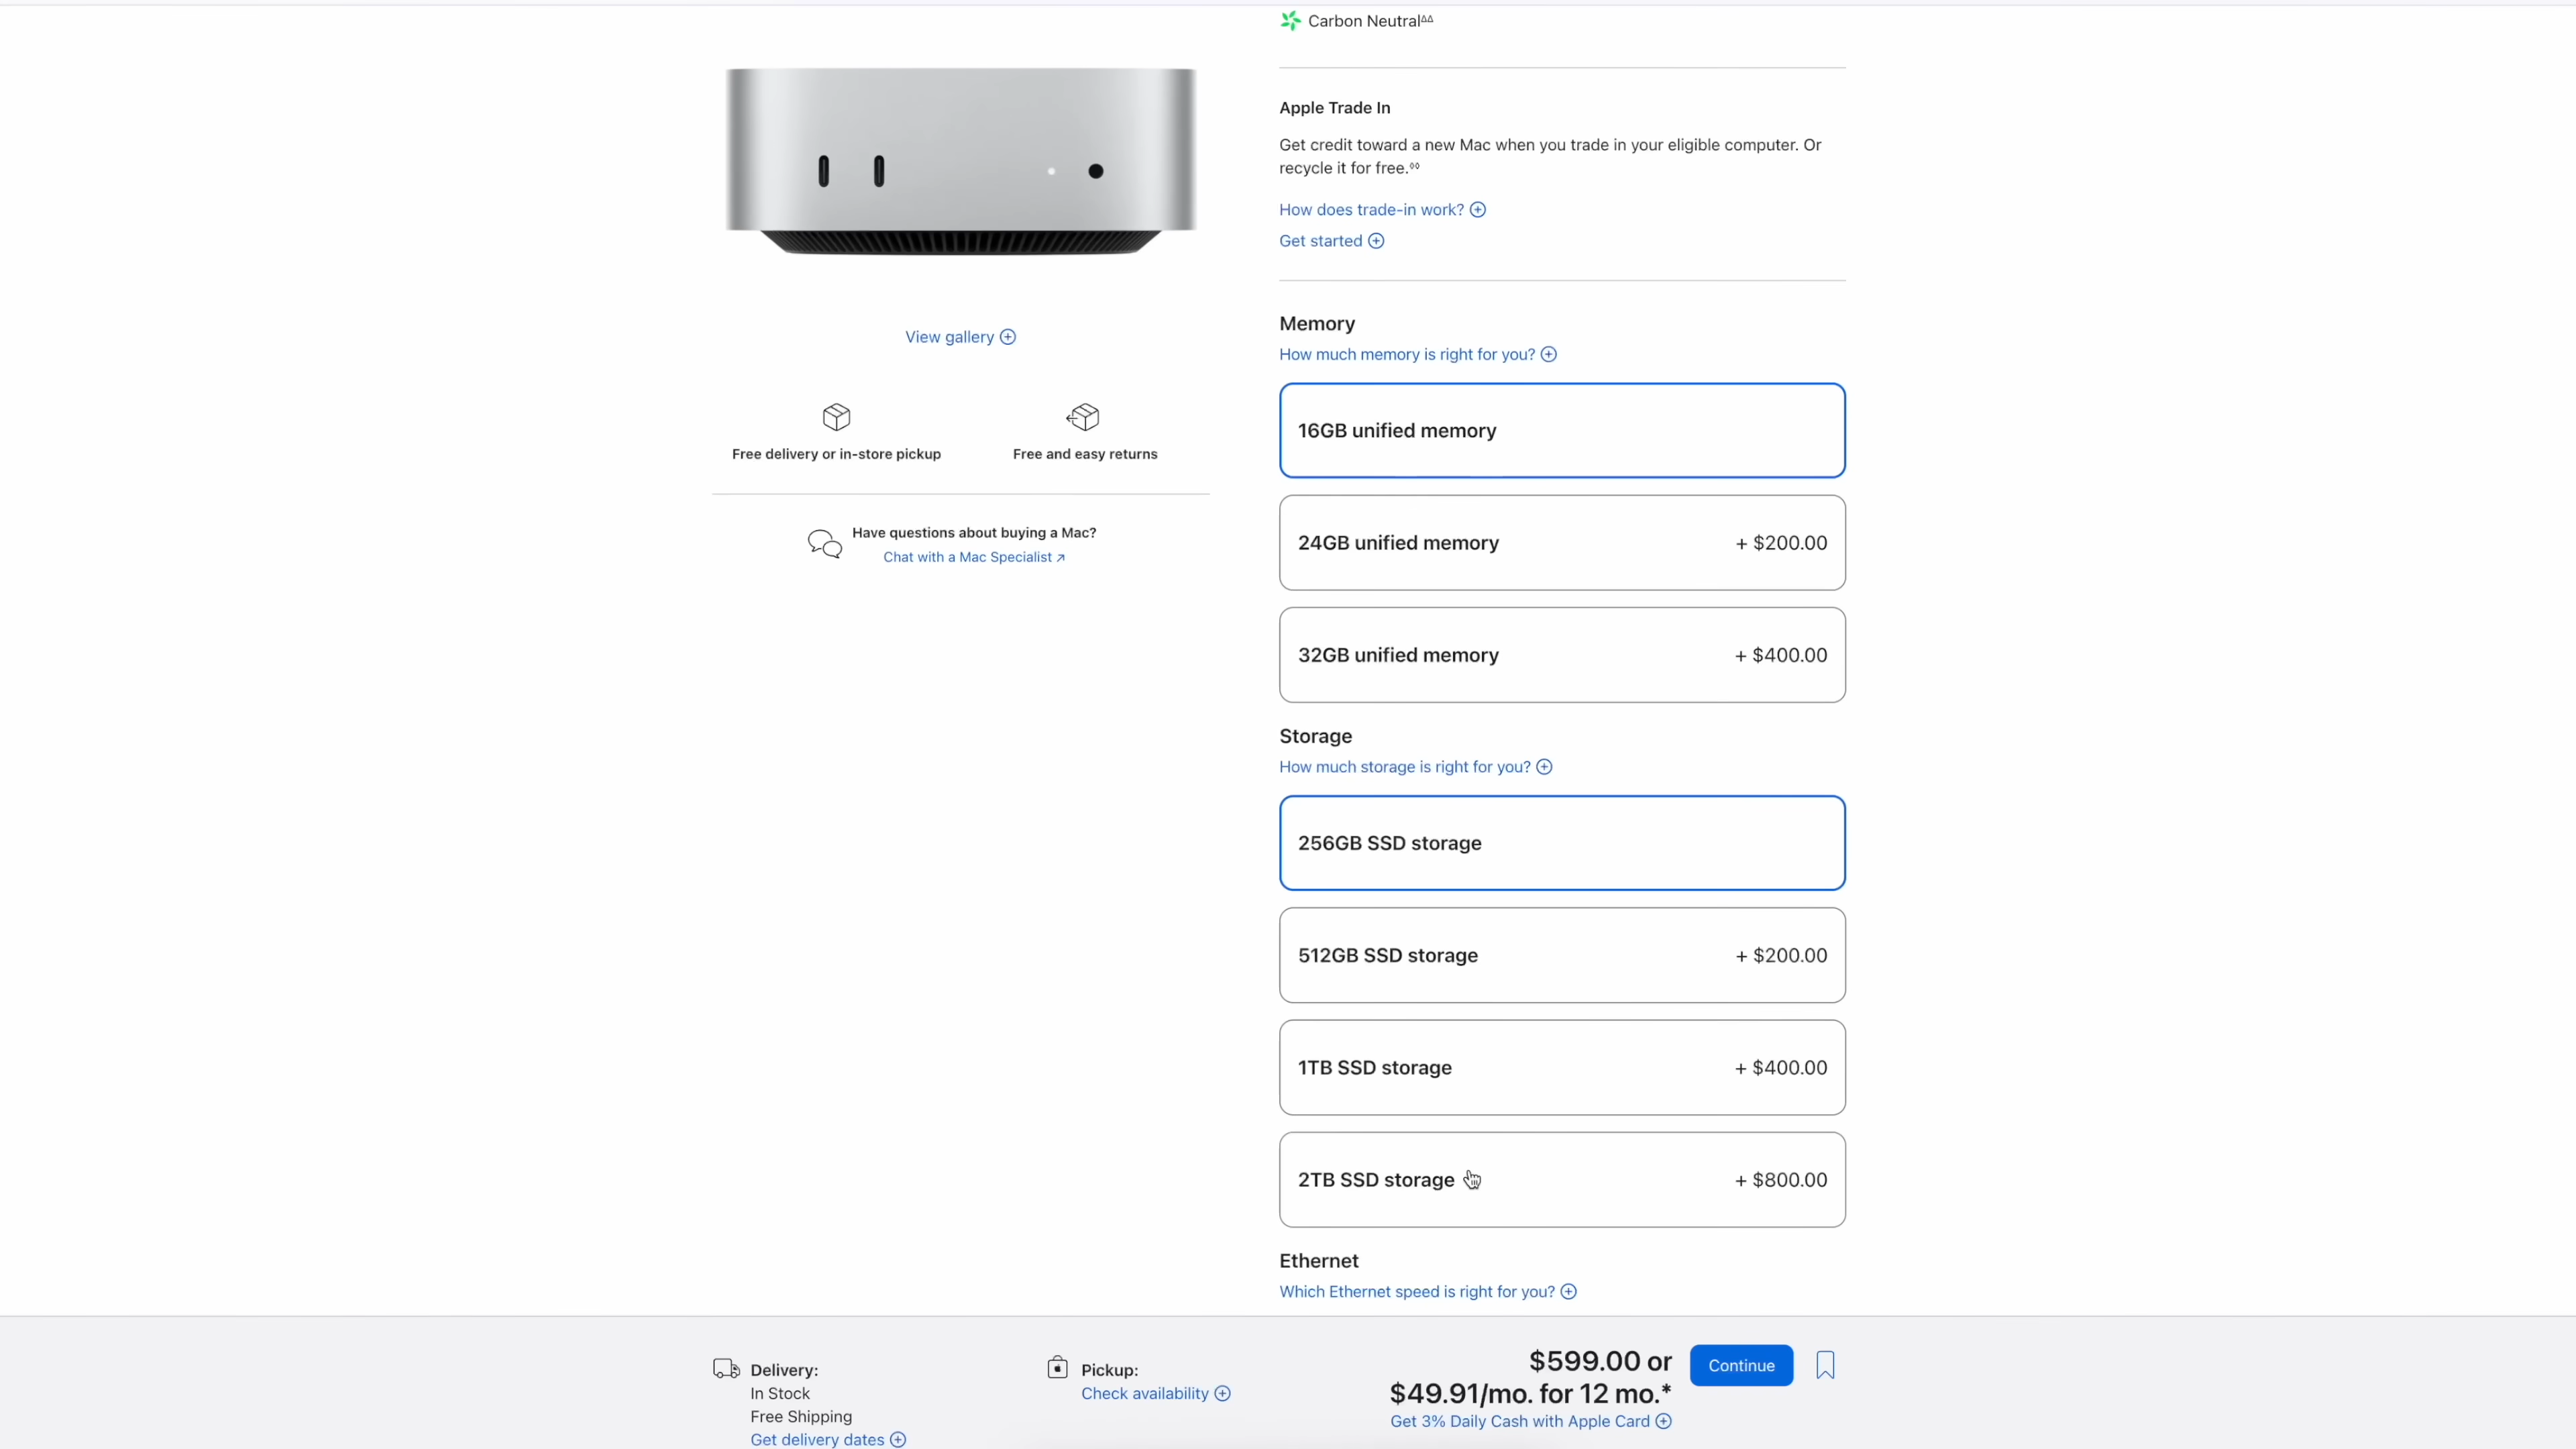 Carbon Neutral△△
Apple Trade In
Get credit toward a new Mac when you trade in your eligible computer. Or
recycle it for free.◊◊
How does trade-in work?
Get started
View gallery
Free delivery or in-store pickup
Free and easy returns
Have questions about buying a Mac?
Chat with a Mac Specialist ↗
Memory
How much memory is right for you?
16GB unified memory
24GB unified memory + $200.00
32GB unified memory + $400.00
Storage
How much storage is right for you?
256GB SSD storage
512GB SSD storage + $200.00
1TB SSD storage + $400.00
2TB SSD storage + $800.00
Ethernet
Which Ethernet speed is right for you?
Delivery:
In Stock
Free Shipping
Get delivery dates
Pickup:
Check availability
$599.00 or
$49.91/mo. for 12 mo.*
Get 3% Daily Cash with Apple Card
Continue